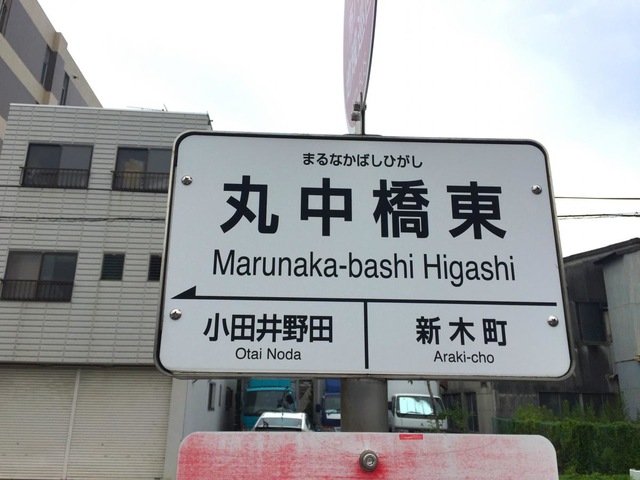 まるなかばしひがし
丸中橋東
Marunaka-bashi Higashi
小田井野田
Otai Noda
新木町
Araki-cho